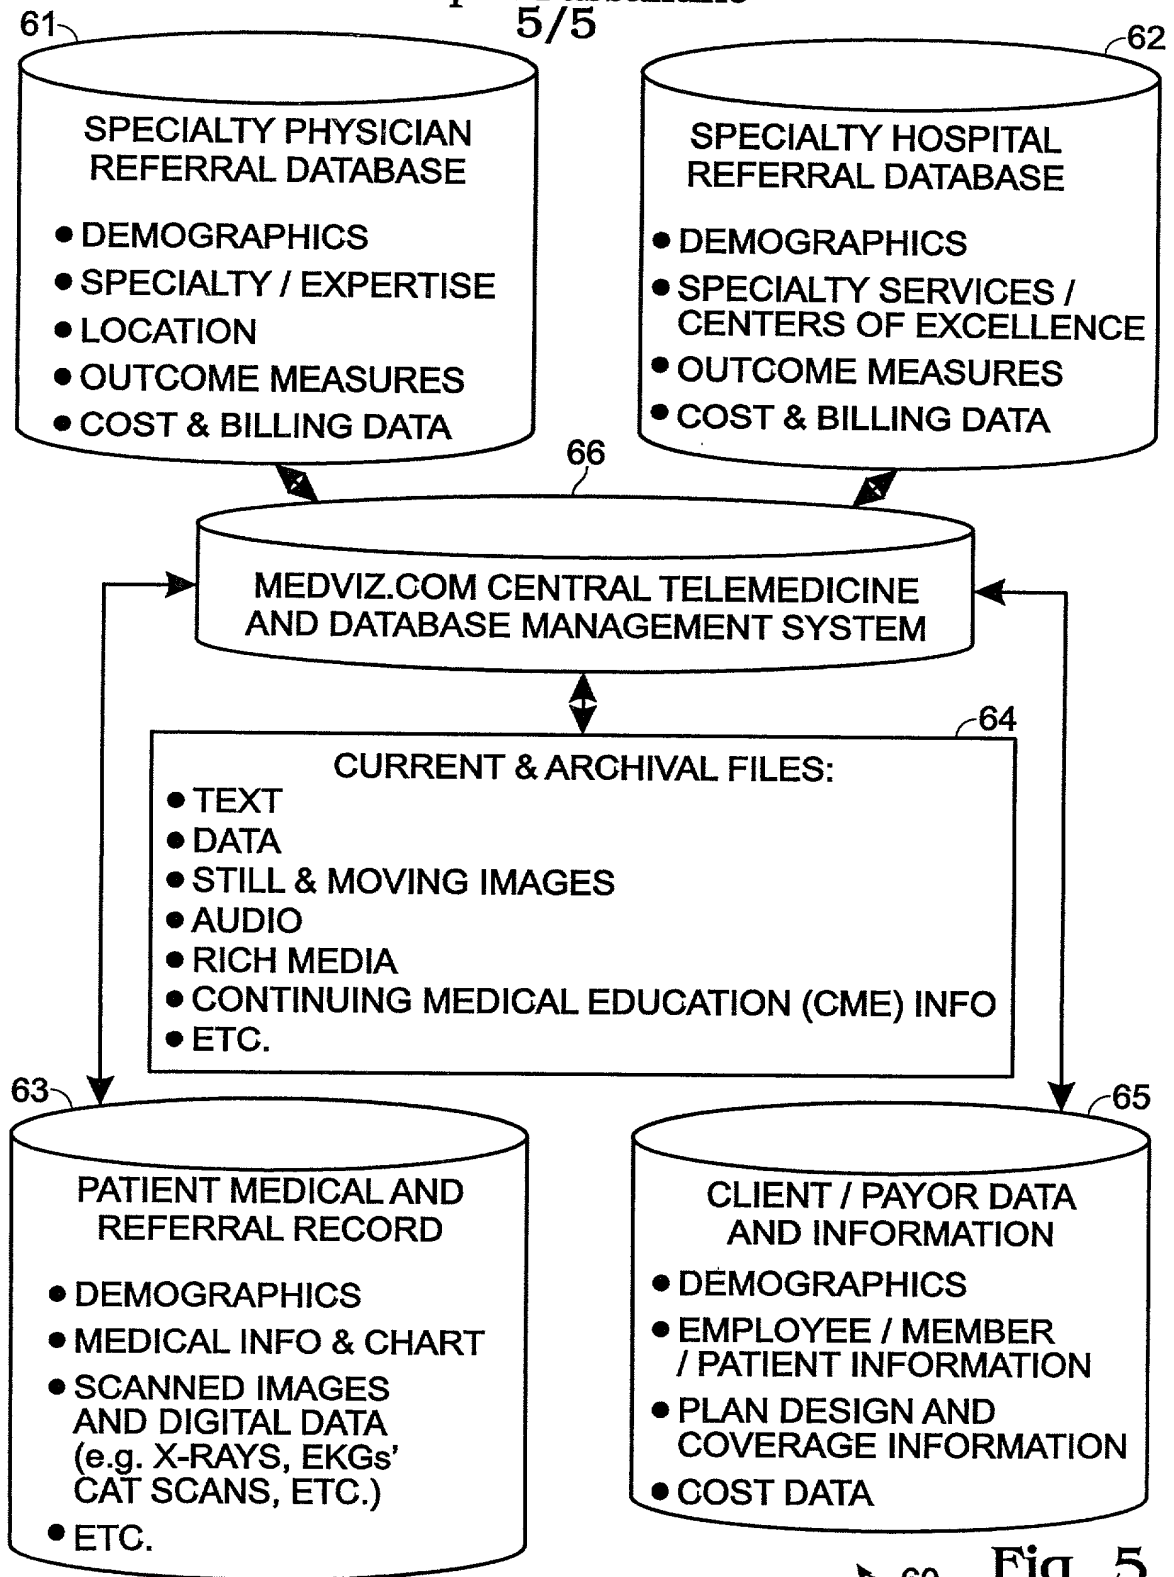 5/5
61
62
SPECIALTY PHYSICIAN
REFERRAL DATABASE
● DEMOGRAPHICS
● SPECIALTY / EXPERTISE
● LOCATION
● OUTCOME MEASURES
● COST & BILLING DATA
SPECIALTY HOSPITAL
REFERRAL DATABASE
● DEMOGRAPHICS
● SPECIALTY SERVICES /
CENTERS OF EXCELLENCE
● OUTCOME MEASURES
● COST & BILLING DATA
66
MEDVIZ.COM CENTRAL TELEMEDICINE
AND DATABASE MANAGEMENT SYSTEM
64
CURRENT & ARCHIVAL FILES:
● TEXT
● DATA
● STILL & MOVING IMAGES
● AUDIO
● RICH MEDIA
● CONTINUING MEDICAL EDUCATION (CME) INFO
● ETC.
63
PATIENT MEDICAL AND
REFERRAL RECORD
● DEMOGRAPHICS
● MEDICAL INFO & CHART
● SCANNED IMAGES
AND DIGITAL DATA
(e.g. X-RAYS, EKGs'
CAT SCANS, ETC.)
● ETC.
65
CLIENT / PAYOR DATA
AND INFORMATION
● DEMOGRAPHICS
● EMPLOYEE / MEMBER
/ PATIENT INFORMATION
● PLAN DESIGN AND
COVERAGE INFORMATION
● COST DATA
60
Fig. 5